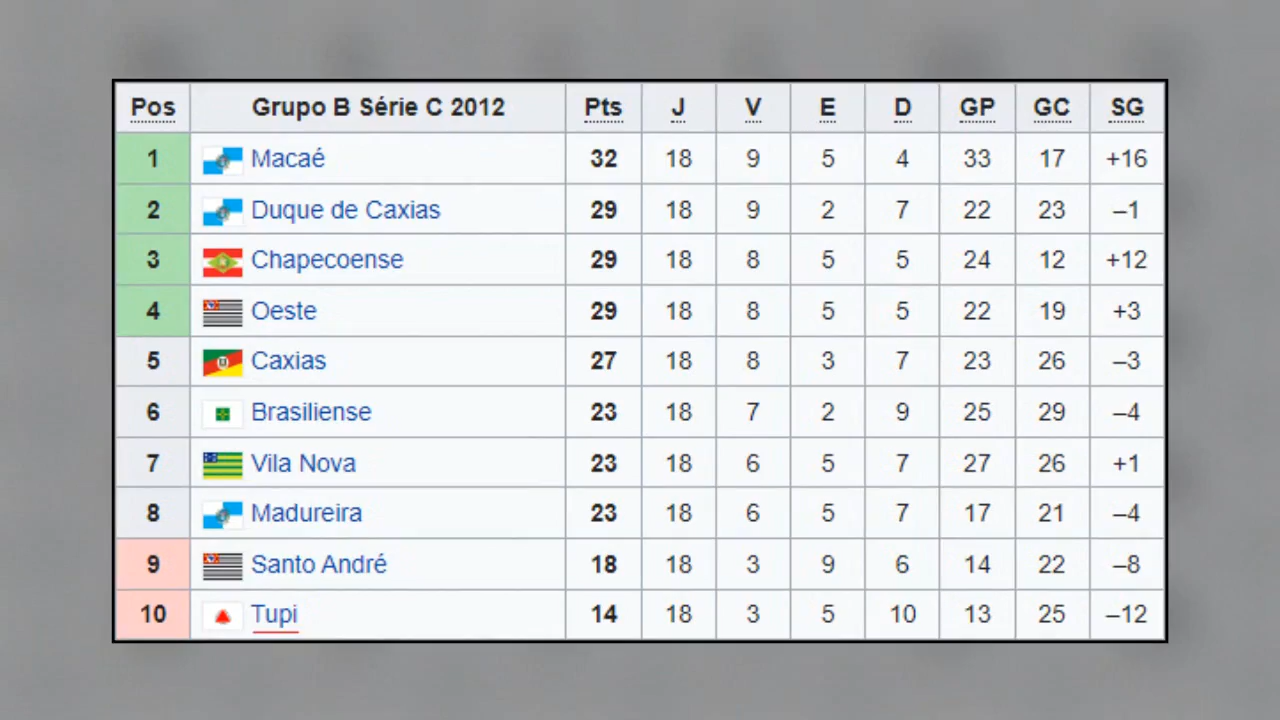 Pos Grupo B Série C 2012 Pts J V E D GP GC SG
1 Macaé 32 18 9 5 4 33 17 +16
2 Duque de Caxias 29 18 9 2 7 22 23 –1
3 Chapecoense 29 18 8 5 5 24 12 +12
4 Oeste 29 18 8 5 5 22 19 +3
5 Caxias 27 18 8 3 7 23 26 –3
6 Brasiliense 23 18 7 2 9 25 29 –4
7 Vila Nova 23 18 6 5 7 27 26 +1
8 Madureira 23 18 6 5 7 17 21 –4
9 Santo André 18 18 3 9 6 14 22 –8
10 Tupi 14 18 3 5 10 13 25 –12